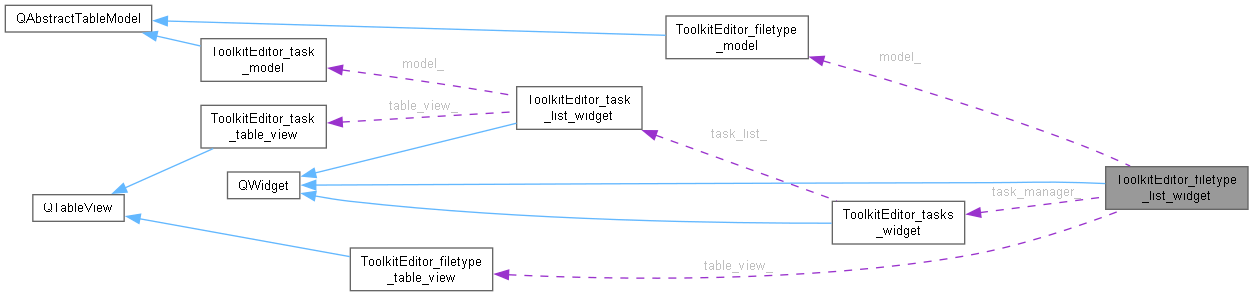 QAbstractTableModel
ToolkitEditor_filetype
_model
ToolkitEditor_task
_model
model_
model_
ToolkitEditor_task
_list_widget
table_view_
ToolkitEditor_task
_table_view
task_list_
QWidget
ToolkitEditor_filetype
_list_widget
task_manager_
QTableView
ToolkitEditor_tasks
_widget
ToolkitEditor_filetype
_table_view
table_view_